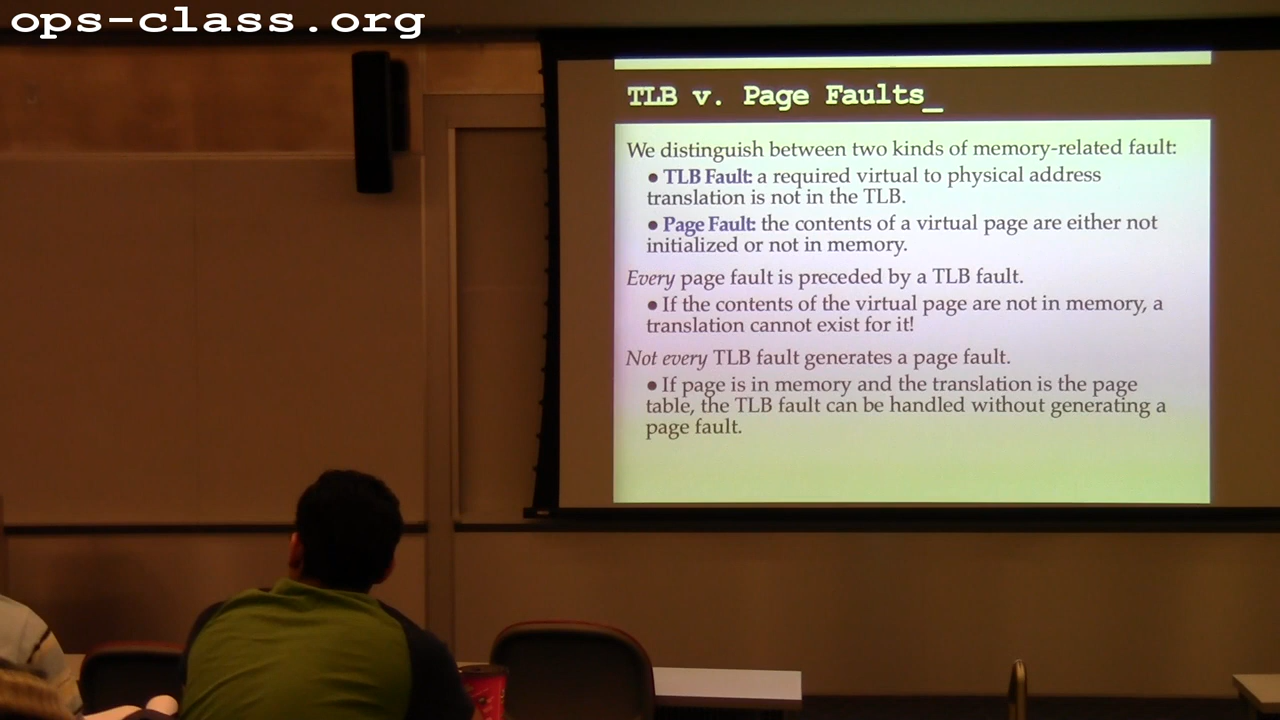 ops-class.org
TLB v. Page Faults_
We distinguish between two kinds of memory-related fault:
● TLB Fault: a required virtual to physical address
translation is not in the TLB.
● Page Fault: the contents of a virtual page are either not
initialized or not in memory.
Every page fault is preceded by a TLB fault.
● If the contents of the virtual page are not in memory, a
translation cannot exist for it!
Not every TLB fault generates a page fault.
● If page is in memory and the translation is the page
table, the TLB fault can be handled without generating a
page fault.